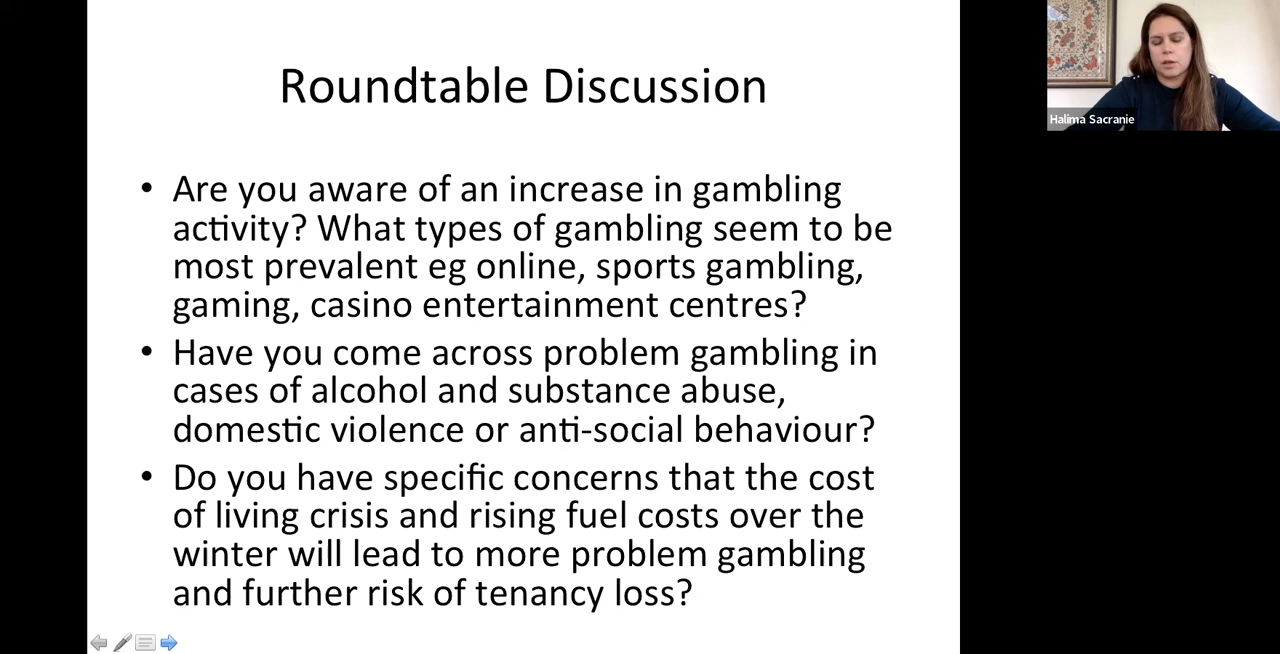 Roundtable Discussion
Halima Sacranie
• Are you aware of an increase in gambling
activity? What types of gambling seem to be
most prevalent eg online, sports gambling,
gaming, casino entertainment centres?
• Have you come across problem gambling in
cases of alcohol and substance abuse,
domestic violence or anti-social behaviour?
• Do you have specific concerns that the cost
of living crisis and rising fuel costs over the
winter will lead to more problem gambling
and further risk of tenancy loss?